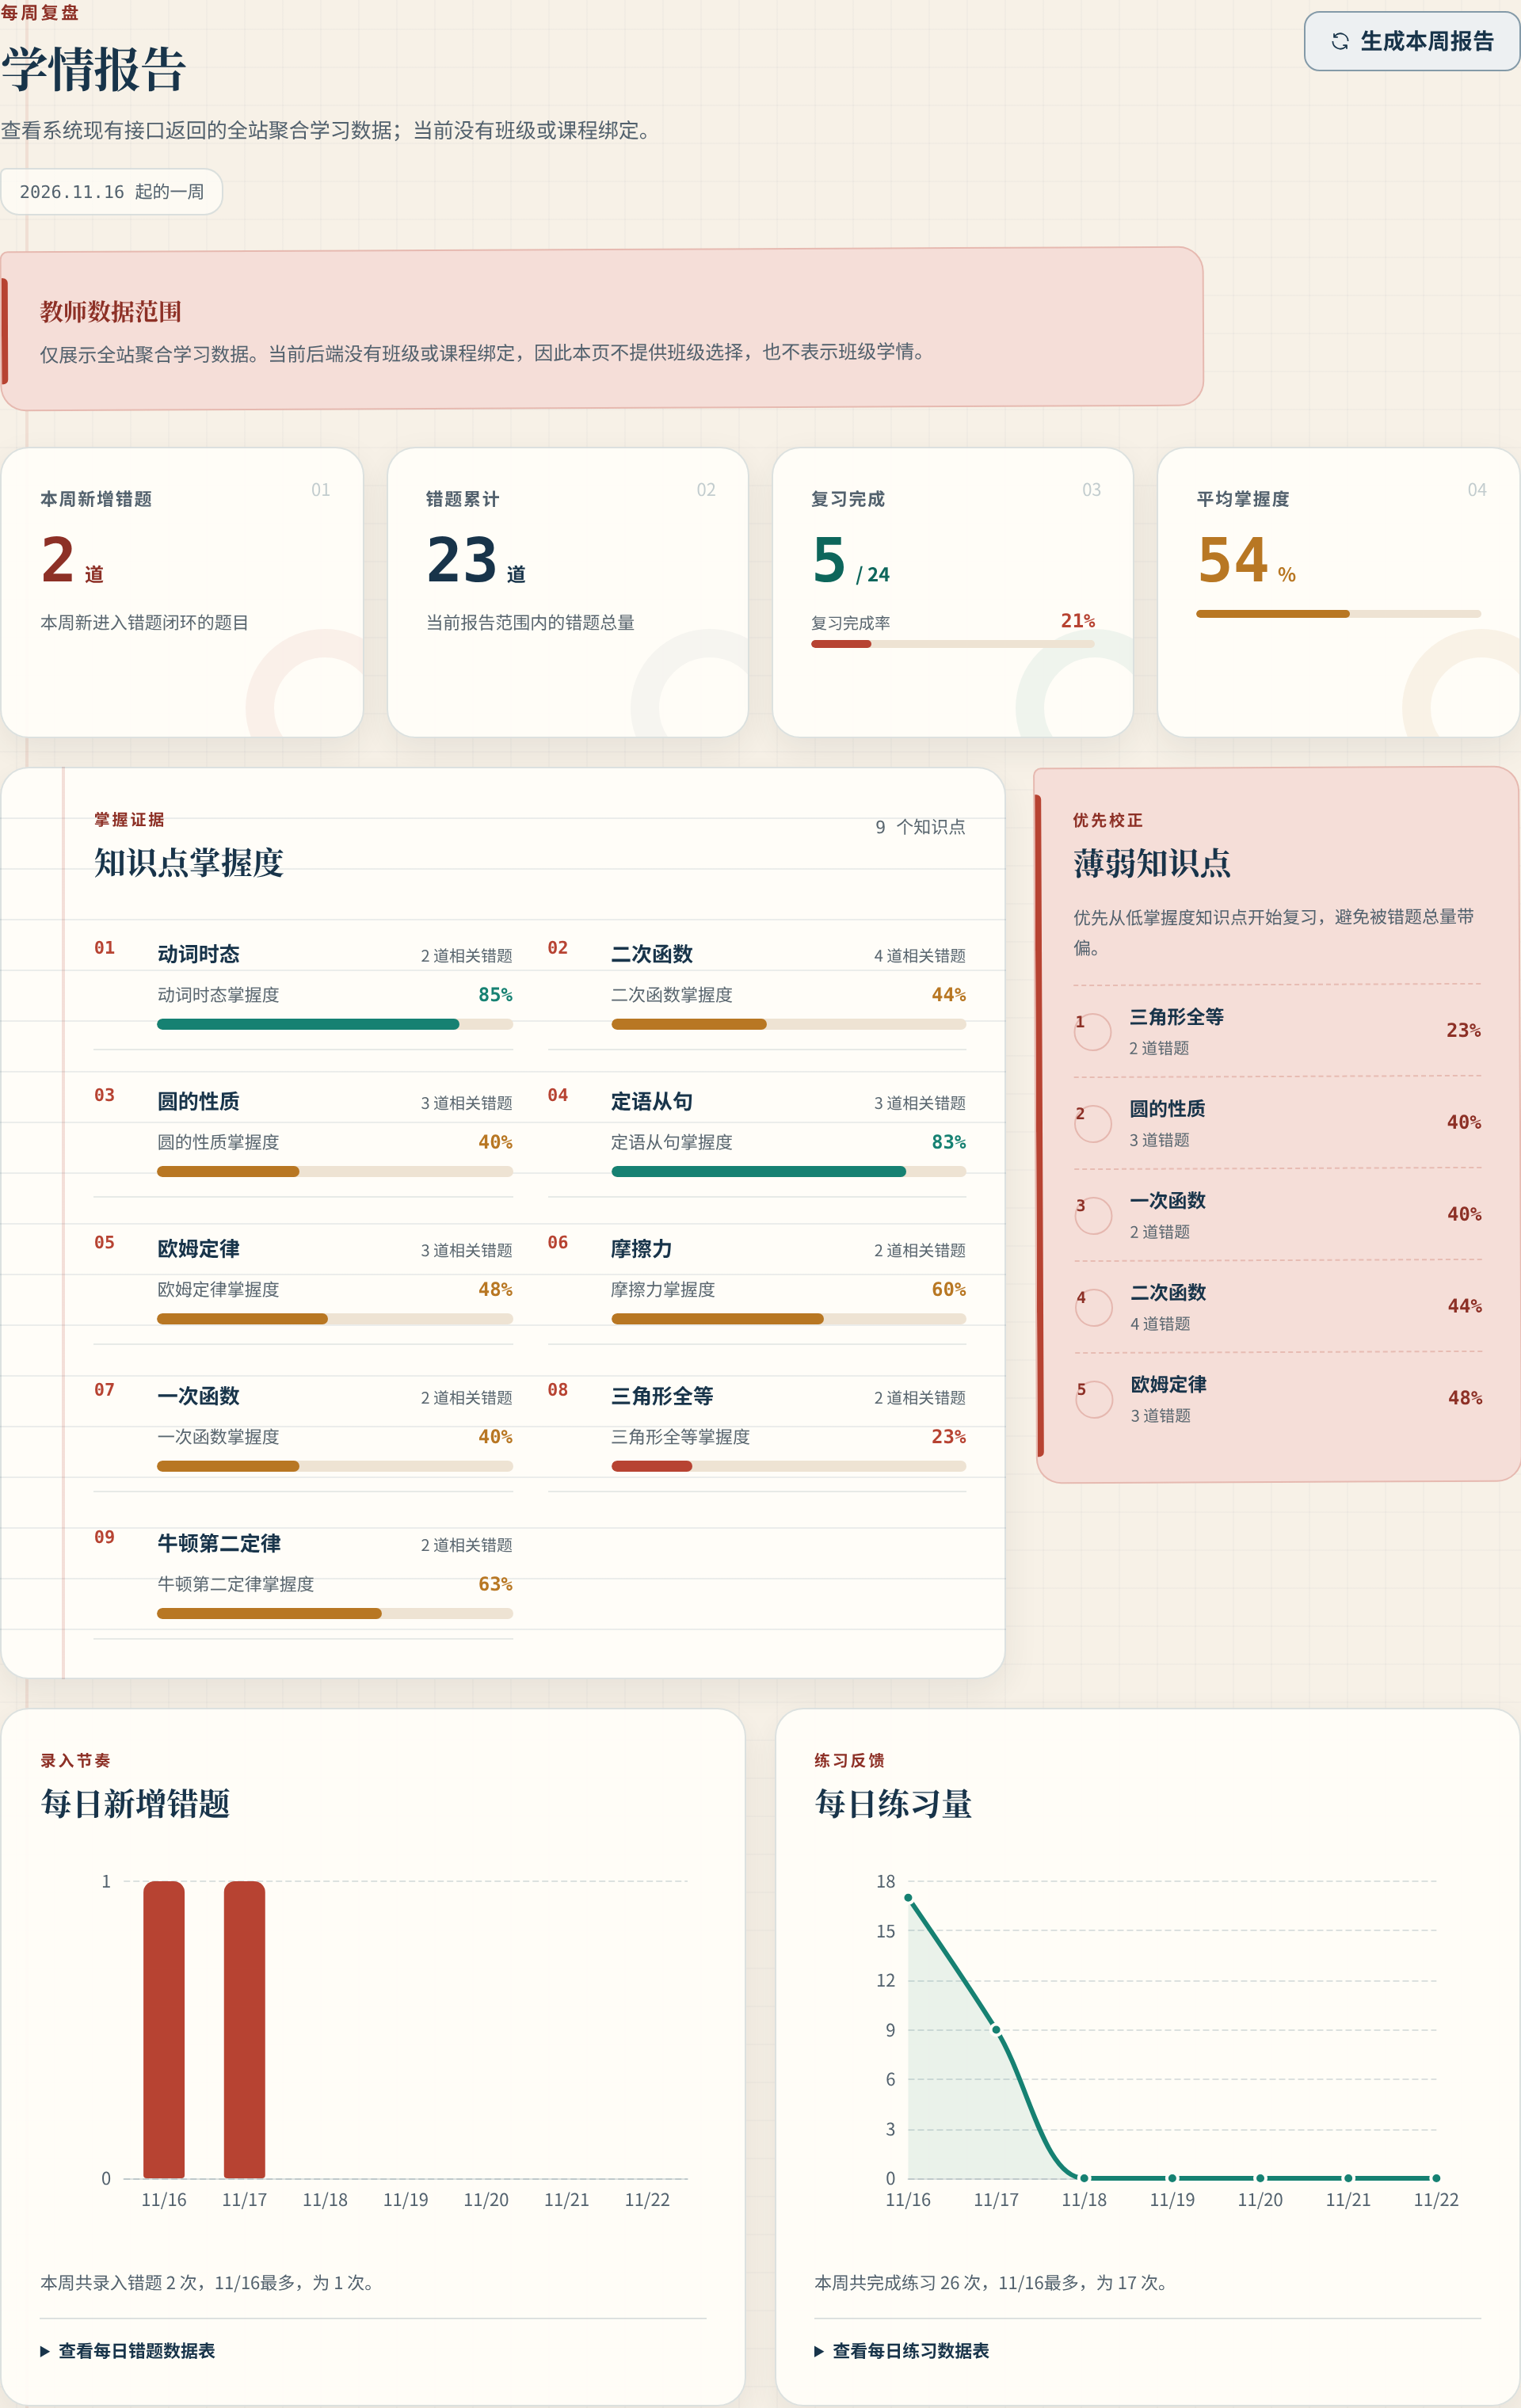 每周复盘
学情报告
生成本周报告
查看系统现有接口返回的全站聚合学习数据；当前没有班级或课程绑定。
2026.11.16 起的一周
教师数据范围
仅展示全站聚合学习数据。当前后端没有班级或课程绑定，因此本页不提供班级选择，也不表示班级学情。
本周新增错题
01
2 道
本周新进入错题闭环的题目
错题累计
02
23 道
当前报告范围内的错题总量
复习完成
03
5 / 24
复习完成率
21%
平均掌握度
04
54 %
掌握证据
知识点掌握度
9 个知识点
01
动词时态
2 道相关错题
动词时态掌握度
85%
02
二次函数
4 道相关错题
二次函数掌握度
44%
03
圆的性质
3 道相关错题
圆的性质掌握度
40%
04
定语从句
3 道相关错题
定语从句掌握度
83%
05
欧姆定律
3 道相关错题
欧姆定律掌握度
48%
06
摩擦力
2 道相关错题
摩擦力掌握度
60%
07
一次函数
2 道相关错题
一次函数掌握度
40%
08
三角形全等
2 道相关错题
三角形全等掌握度
23%
09
牛顿第二定律
2 道相关错题
牛顿第二定律掌握度
63%
优先校正
薄弱知识点
优先从低掌握度知识点开始复习，避免被错题总量带
偏。
1
三角形全等
2 道错题
23%
2
圆的性质
3 道错题
40%
3
一次函数
2 道错题
40%
4
二次函数
4 道错题
44%
5
欧姆定律
3 道错题
48%
录入节奏
每日新增错题
1
0
11/16 11/17 11/18 11/19 11/20 11/21 11/22
本周共录入错题 2 次，11/16最多，为 1 次。
查看每日错题数据表
练习反馈
每日练习量
18
15
12
9
6
3
0
11/16 11/17 11/18 11/19 11/20 11/21 11/22
本周共完成练习 26 次，11/16最多，为 17 次。
查看每日练习数据表